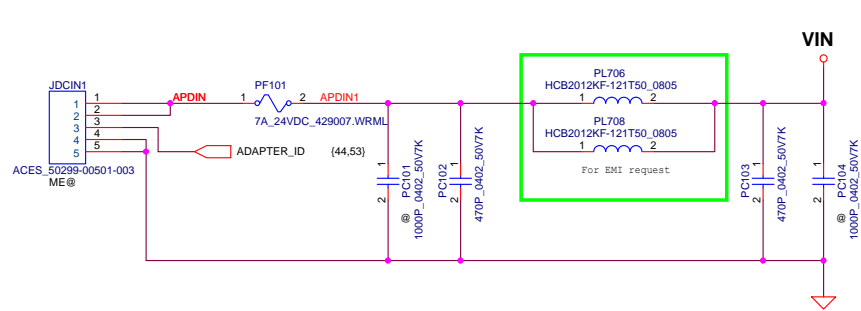 VIN
JDCIN1
1
2
3
4
5
1
2
3
4
5
ACES_50299-00501-003
ME@
APDIN
PF101
1
2
APDIN1
7A_24VDC_429007.WRML
ADAPTER_ID
{44,53}
1
2
PC101
@
1000P_0402_50V7K
1
2
PC102
470P_0402_50V7K
PL706
HCB2012KF-121T50_0805
1
2
PL708
HCB2012KF-121T50_0805
1
2
For EMI request
1
2
PC103
470P_0402_50V7K
1
2
PC104
@
1000P_0402_50V7K